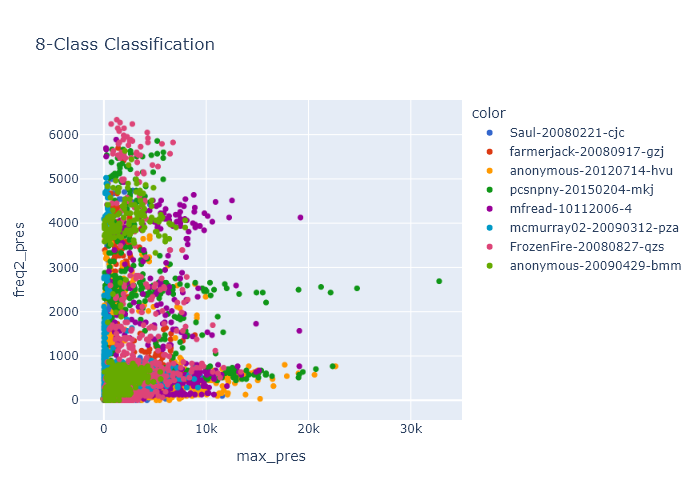 8-Class Classification
color
Saul-20080221-cjc
farmerjack-20080917-gzj
anonymous-20120714-hvu
pcsnpny-20150204-mkj
mfread-10112006-4
mcmurray02-20090312-pza
FrozenFire-20080827-qzs
anonymous-20090429-bmm
freq2_pres
6000
5000
4000
3000
2000
1000
0
0
10k
20k
30k
max_pres